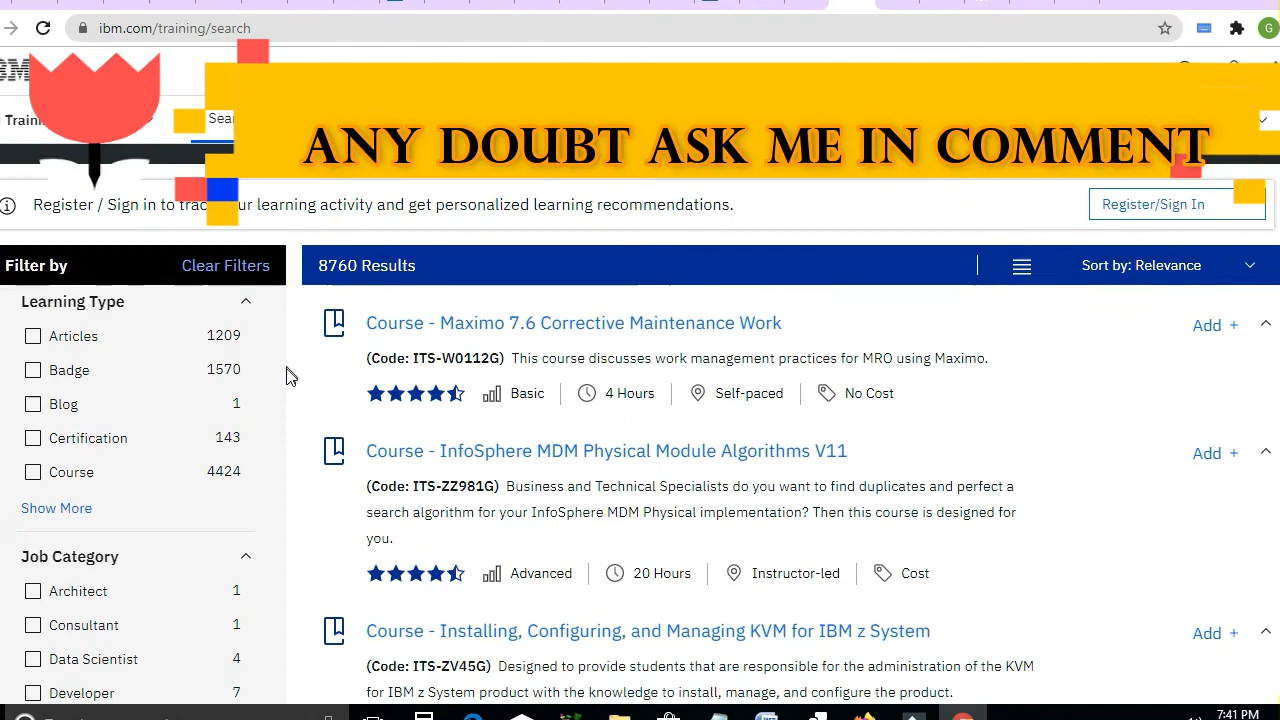 ibm.com/training/search
G
ANY DOUBT ASK ME IN COMMENT
Register / Sign in to learning activity and get personalized learning recommendations.
Register/Sign In
Filter by
Clear Filters
8760 Results
Sort by: Relevance
Learning Type
Articles 1209
Badge 1570
Blog 1
Certification 143
Course 4424
Show More
Job Category
Architect 1
Consultant 1
Data Scientist 4
Developer 7
Course - Maximo 7.6 Corrective Maintenance Work
Add +
(Code: ITS-W0112G) This course discusses work management practices for MRO using Maximo.
Basic 4 Hours Self-paced No Cost
Course - InfoSphere MDM Physical Module Algorithms V11
Add +
(Code: ITS-ZZ981G) Business and Technical Specialists do you want to find duplicates and perfect a
search algorithm for your InfoSphere MDM Physical implementation? Then this course is designed for
you.
Advanced 20 Hours Instructor-led Cost
Course - Installing, Configuring, and Managing KVM for IBM z System
Add +
(Code: ITS-ZV45G) Designed to provide students that are responsible for the administration of the KVM
for IBM z System product with the knowledge to install, manage, and configure the product.
7:41 PM